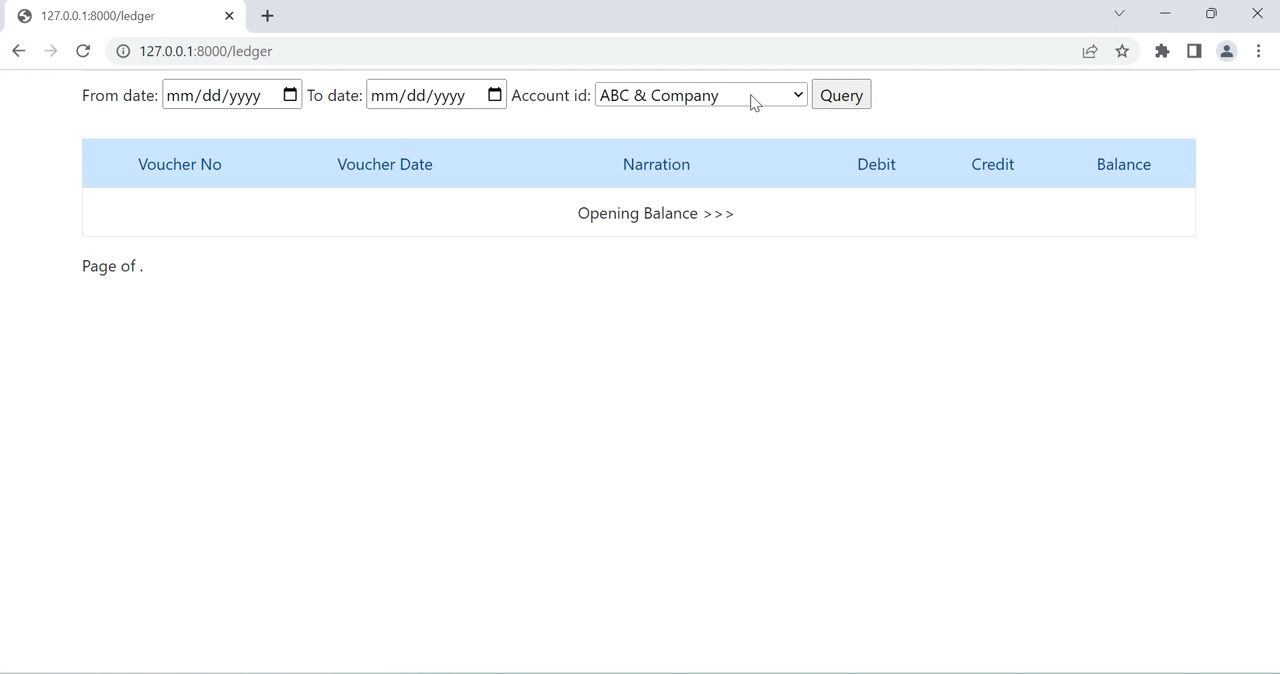 127.0.0.1:8000/ledger
127.0.0.1:8000/ledger
From date: mm/dd/yyyy To date: mm/dd/yyyy Account id: ABC & Company Query
Voucher No Voucher Date Narration Debit Credit Balance
Opening Balance >>>
Page of .